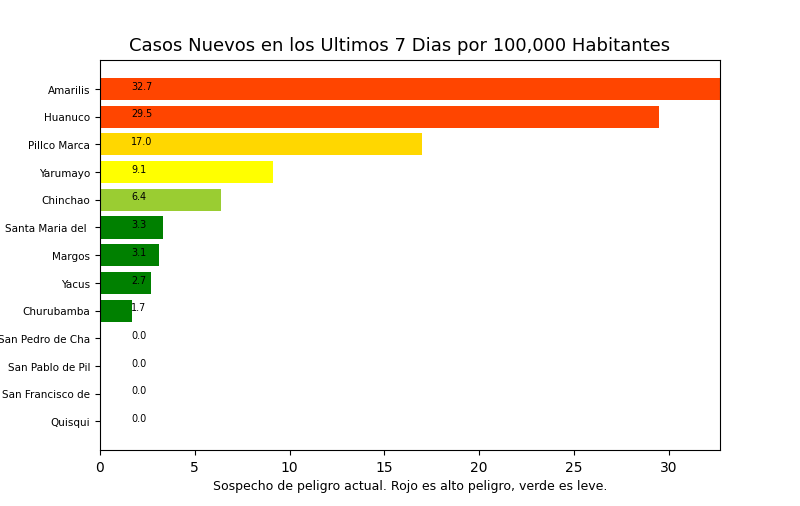 Casos Nuevos en los Ultimos 7 Dias por 100,000 Habitantes
Amarilis 32.7
Huanuco 29.5
Pillco Marca 17.0
Yarumayo 9.1
Chinchao 6.4
Santa Maria del 3.3
Margos 3.1
Yacus 2.7
Churubamba 1.7
San Pedro de Cha 0.0
San Pablo de Pil 0.0
San Francisco de 0.0
Quisqui 0.0
0 5 10 15 20 25 30
Sospecho de peligro actual. Rojo es alto peligro, verde es leve.